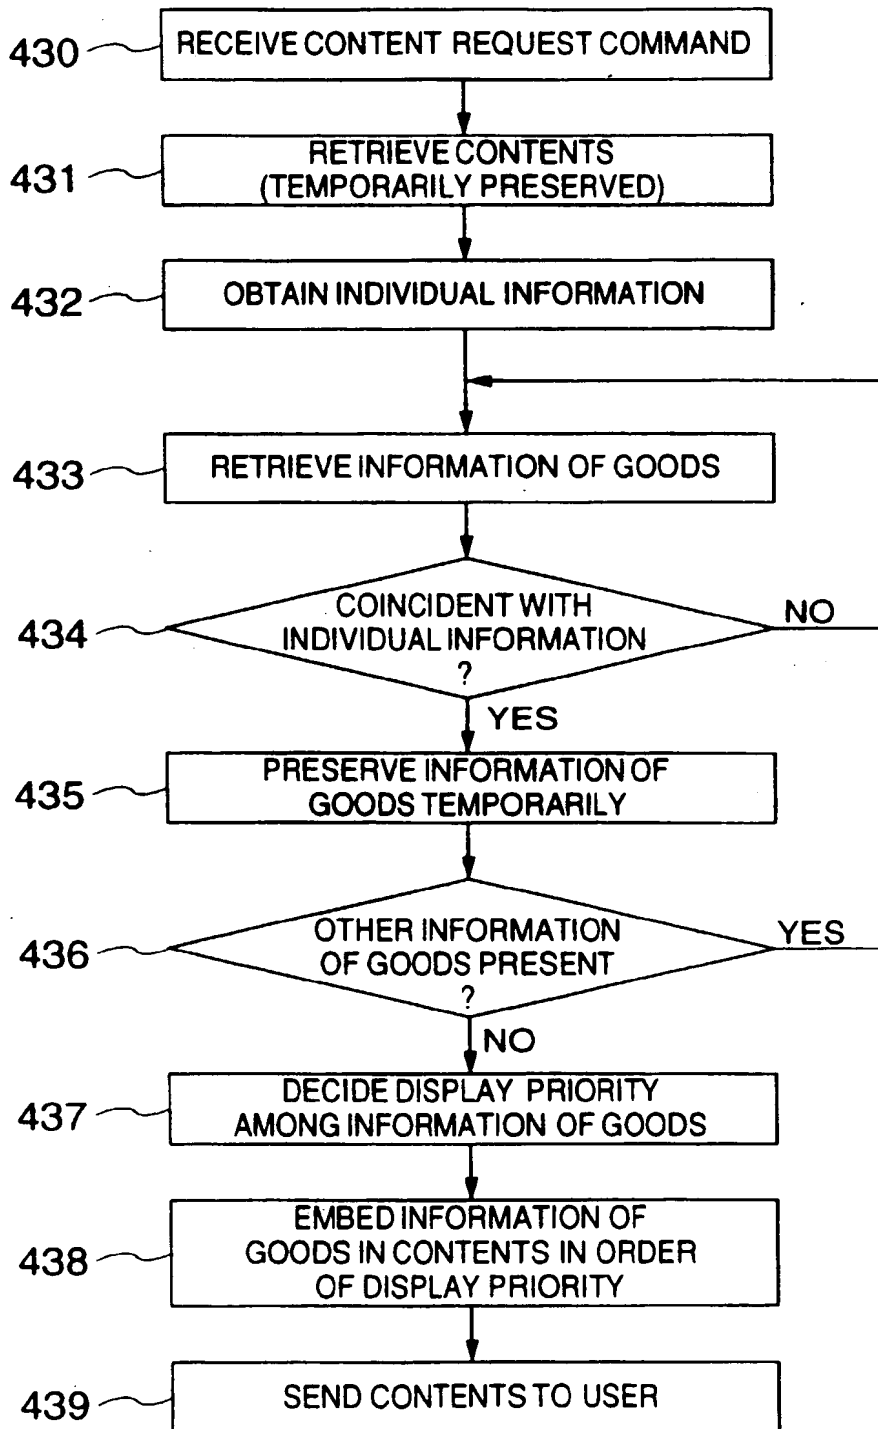 430
RECEIVE CONTENT REQUEST COMMAND
431
RETRIEVE CONTENTS
(TEMPORARILY PRESERVED)
432
OBTAIN INDIVIDUAL INFORMATION
433
RETRIEVE INFORMATION OF GOODS
434
COINCIDENT WITH
INDIVIDUAL INFORMATION
?
NO
YES
435
PRESERVE INFORMATION OF
GOODS TEMPORARILY
436
OTHER INFORMATION
OF GOODS PRESENT
?
YES
NO
437
DECIDE DISPLAY PRIORITY
AMONG INFORMATION OF GOODS
438
EMBED INFORMATION OF
GOODS IN CONTENTS IN ORDER
OF DISPLAY PRIORITY
439
SEND CONTENTS TO USER